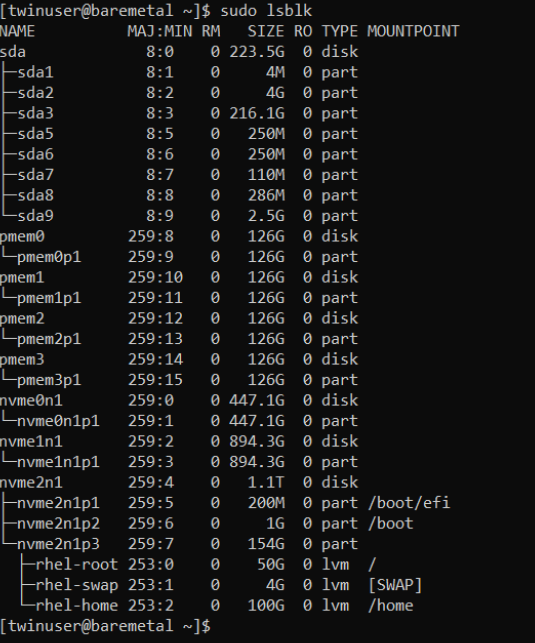 [twinuser@baremetal ~]$ sudo lsblk
NAME          MAJ:MIN RM   SIZE RO TYPE MOUNTPOINT
sda             8:0    0 223.5G  0 disk
├─sda1          8:1    0     4M  0 part
├─sda2          8:2    0     4G  0 part
├─sda3          8:3    0 216.1G  0 part
├─sda5          8:5    0   250M  0 part
├─sda6          8:6    0   250M  0 part
├─sda7          8:7    0   110M  0 part
├─sda8          8:8    0   286M  0 part
└─sda9          8:9    0   2.5G  0 part
pmem0         259:8    0   126G  0 disk
└─pmem0p1     259:9    0   126G  0 part
pmem1         259:10   0   126G  0 disk
└─pmem1p1     259:11   0   126G  0 part
pmem2         259:12   0   126G  0 disk
└─pmem2p1     259:13   0   126G  0 part
pmem3         259:14   0   126G  0 disk
└─pmem3p1     259:15   0   126G  0 part
nvme0n1       259:0    0 447.1G  0 disk
└─nvme0n1p1   259:1    0 447.1G  0 part
nvme1n1       259:2    0 894.3G  0 disk
└─nvme1n1p1   259:3    0 894.3G  0 part
nvme2n1       259:4    0   1.1T  0 disk
├─nvme2n1p1   259:5    0   200M  0 part /boot/efi
├─nvme2n1p2   259:6    0     1G  0 part /boot
└─nvme2n1p3   259:7    0   154G  0 part
  ├─rhel-root 253:0    0    50G  0 lvm  /
  ├─rhel-swap 253:1    0     4G  0 lvm  [SWAP]
  └─rhel-home 253:2    0   100G  0 lvm  /home
[twinuser@baremetal ~]$